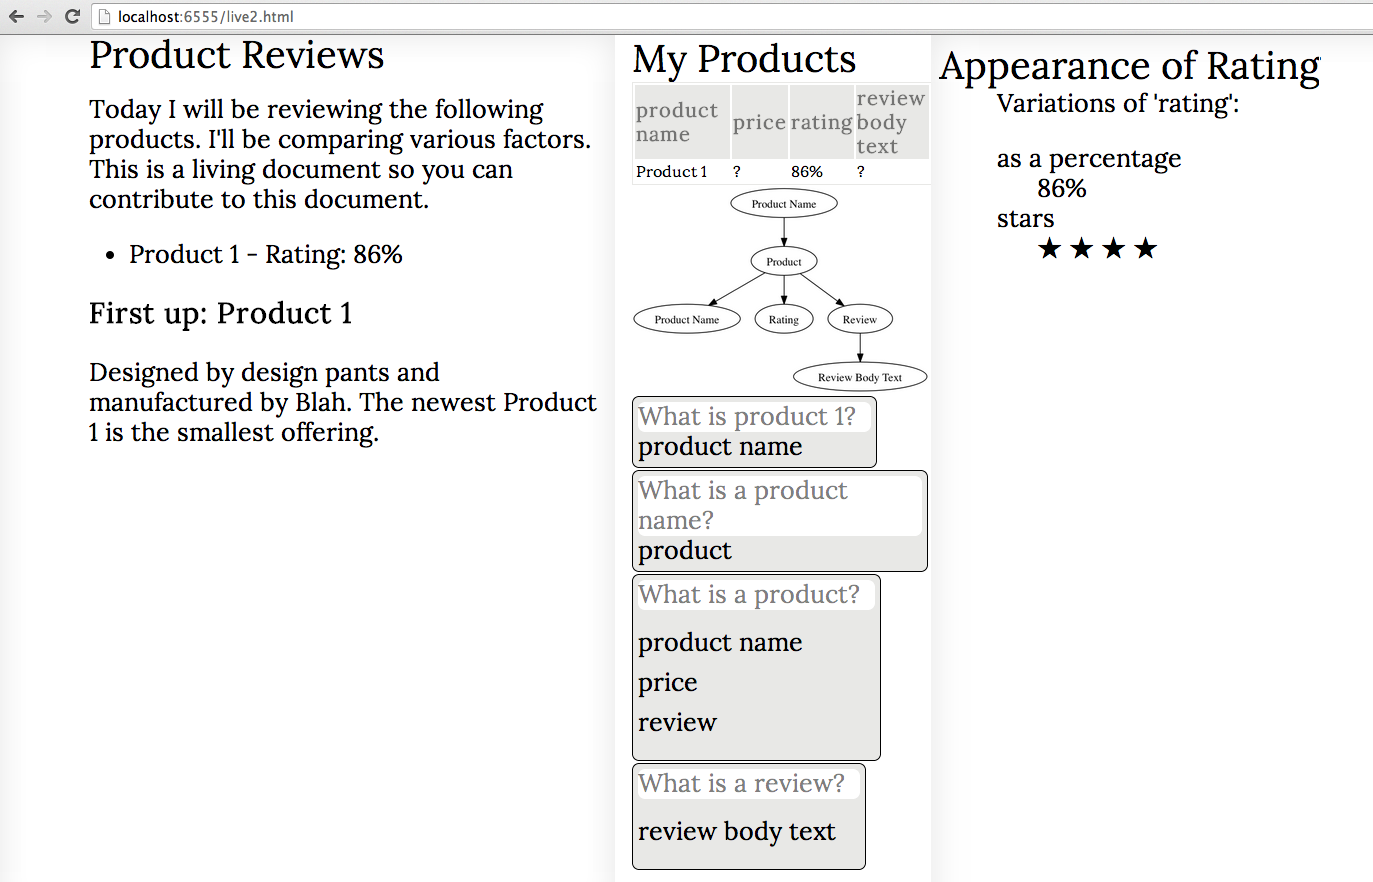 localhost:6555/live2.html
Product Reviews
Today I will be reviewing the following
products. I'll be comparing various factors.
This is a living document so you can
contribute to this document.
• Product 1 - Rating: 86%
First up: Product 1
Designed by design pants and
manufactured by Blah. The newest Product
1 is the smallest offering.
My Products
product
name
price
rating
review
body
text
Product 1 ? 86% ?
Product Name
Product
Product Name Rating Review
Review Body Text
What is product 1?
product name
What is a product
name?
product
What is a product?
product name
price
review
What is a review?
review body text
Appearance of Rating
Variations of 'rating':
as a percentage
86%
stars
★ ★ ★ ★